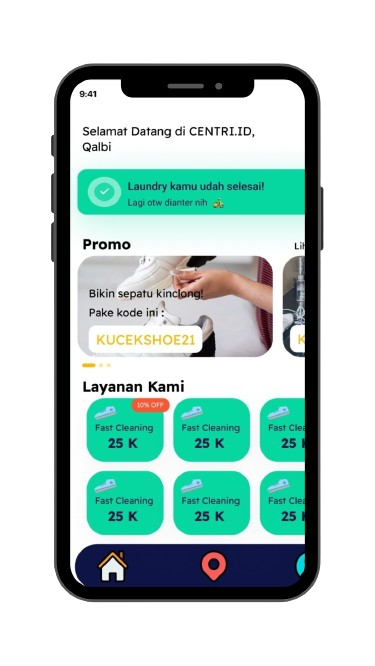 9:41
Selamat Datang di CENTRI.ID,
Qalbi
Laundry kamu udah selesai!
Lagi otw dianter nih 🛵
Promo
Lih
Bikin sepatu kinclong!
Pake kode ini :
KUCEKSHOE21
K
Layanan Kami
10% OFF
Fast Cleaning
25 K
Fast Cleaning
25 K
Fast Clea
25 K
Fast Cleaning
25 K
Fast Cleaning
25 K
Fast Clea
25 K